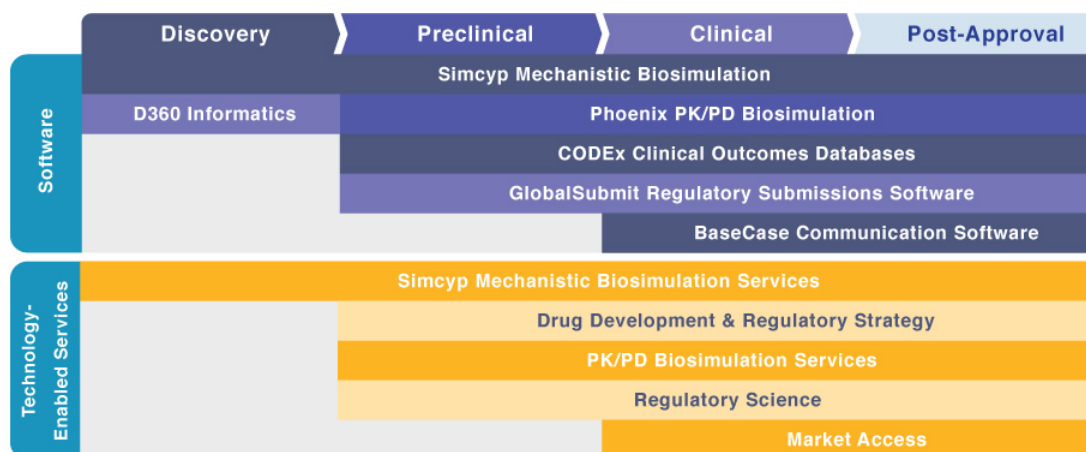 Discovery
Preclinical
Clinical
Post-Approval
Software
Simcyp Mechanistic Biosimulation
D360 Informatics
Phoenix PK/PD Biosimulation
CODEx Clinical Outcomes Databases
GlobalSubmit Regulatory Submissions Software
BaseCase Communication Software
Technology-
Enabled Services
Simcyp Mechanistic Biosimulation Services
Drug Development & Regulatory Strategy
PK/PD Biosimulation Services
Regulatory Science
Market Access